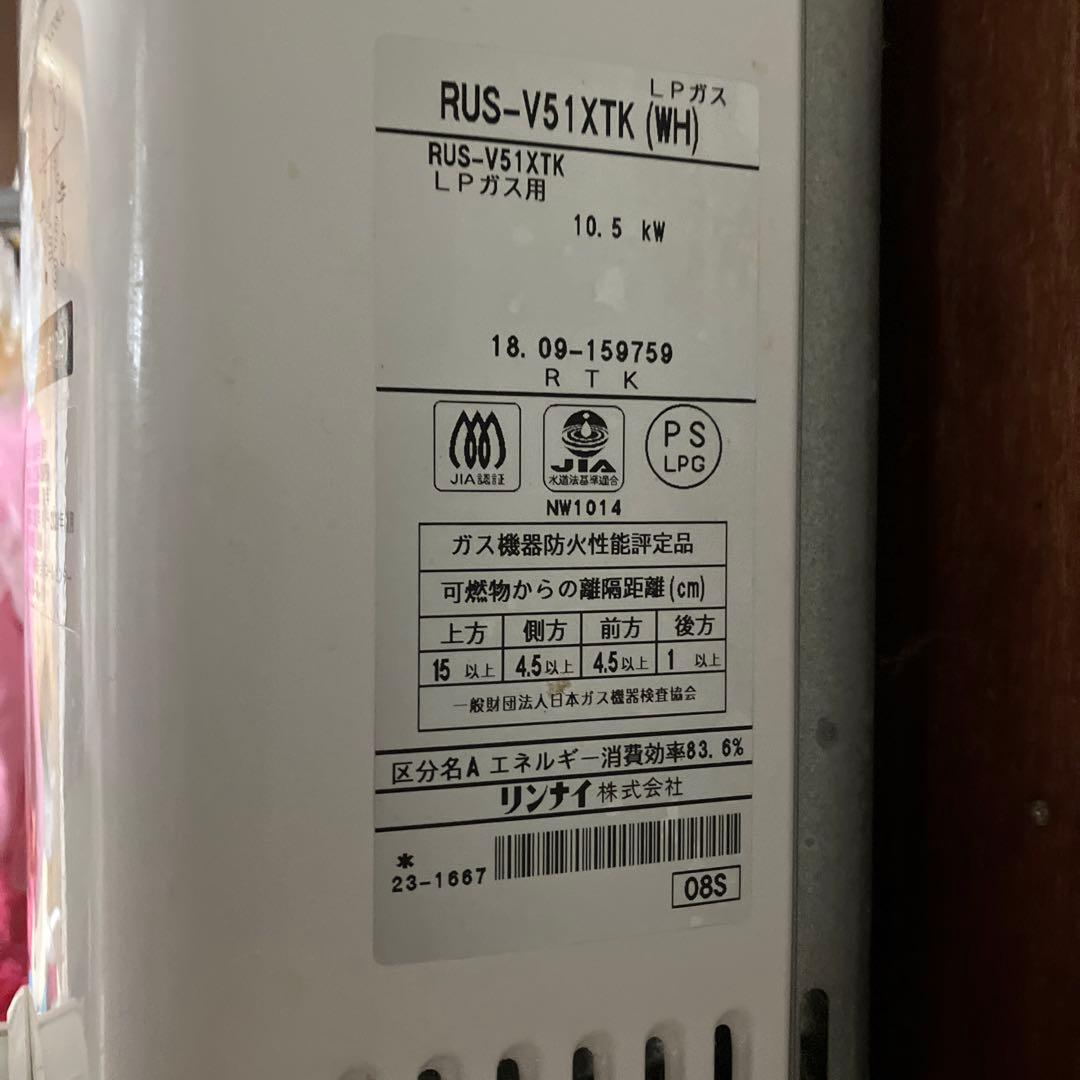 LPガス
RUS-V51XTK(WH)
RUS-V51XTK
LPガス用
10.5 kW
18.09-159759
RTK
JIA認証
JIA
水道法基準適合
PS
LPG
NW1014
ガス機器防火性能評定品
可燃物からの離隔距離(cm)
上方 側方 前方 後方
15 以上 4.5以上 4.5以上 1 以上
一般財団法人日本ガス機器検査協会
区分名A エネルギー消費効率83.6%
リンナイ株式会社
*
23-1667
08S